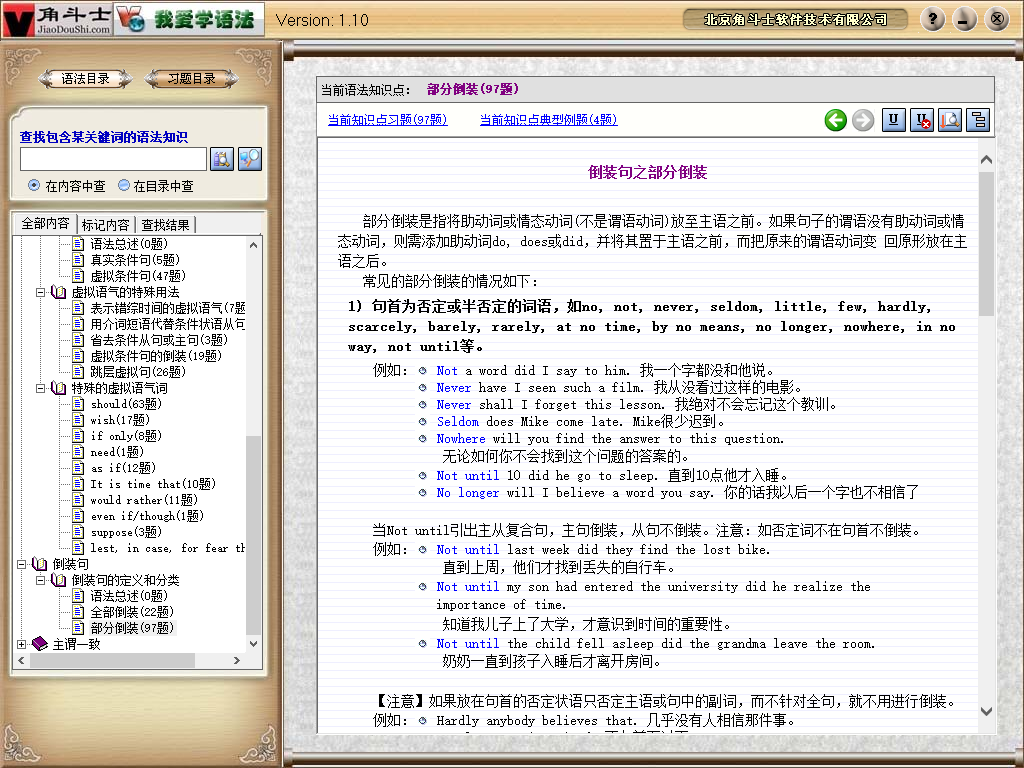 角斗士
JiaoDouShi.com
我爱学语法
Version: 1.10
北京角斗士软件技术有限公司
语法目录
习题目录
查找包含某关键词的语法知识
在内容中查
在目录中查
全部内容
标记内容
查找结果
语法总述(0题)
真实条件句(5题)
虚拟条件句(47题)
虚拟语气的特殊用法
表示错综时间的虚拟语气(7题
用介词短语代替条件状语从句
省去条件从句或主句(3题)
虚拟条件句的倒装(19题)
跳层虚拟句(26题)
特殊的虚拟语气词
should(63题)
wish(17题)
if only(8题)
need(1题)
as if(12题)
It is time that(10题)
would rather(11题)
even if/though(1题)
suppose(3题)
lest, in case, for fear th
倒装句
倒装句的定义和分类
语法总述(0题)
全部倒装(22题)
部分倒装(97题)
主谓一致
当前语法知识点： 部分倒装(97题)
当前知识点习题(97题)
当前知识点典型例题(4题)
倒装句之部分倒装
部分倒装是指将助动词或情态动词(不是谓语动词)放至主语之前。如果句子的谓语没有助动词或情
态动词，则需添加助动词do, does或did，并将其置于主语之前，而把原来的谓语动词变 回原形放在主
语之后。
常见的部分倒装的情况如下：
1) 句首为否定或半否定的词语，如no, not, never, seldom, little, few, hardly,
scarcely, barely, rarely, at no time, by no means, no longer, nowhere, in no
way, not until等。
例如： Not a word did I say to him. 我一个字都没和他说。
Never have I seen such a film. 我从没看过这样的电影。
Never shall I forget this lesson. 我绝对不会忘记这个教训。
Seldom does Mike come late. Mike很少迟到。
Nowhere will you find the answer to this question.
无论如何你不会找到这个问题的答案的。
Not until 10 did he go to sleep. 直到10点他才入睡。
No longer will I believe a word you say. 你的话我以后一个字也不相信了
当Not until引出主从复合句，主句倒装，从句不倒装。注意：如否定词不在句首不倒装。
例如： Not until last week did they find the lost bike.
直到上周，他们才找到丢失的自行车。
Not until my son had entered the university did he realize the
importance of time.
知道我儿子上了大学，才意识到时间的重要性。
Not until the child fell asleep did the grandma leave the room.
奶奶一直到孩子入睡后才离开房间。
【注意】如果放在句首的否定状语只否定主语或句中的副词，而不针对全句，就不用进行倒装。
例如： Hardly anybody believes that. 几乎没有人相信那件事。